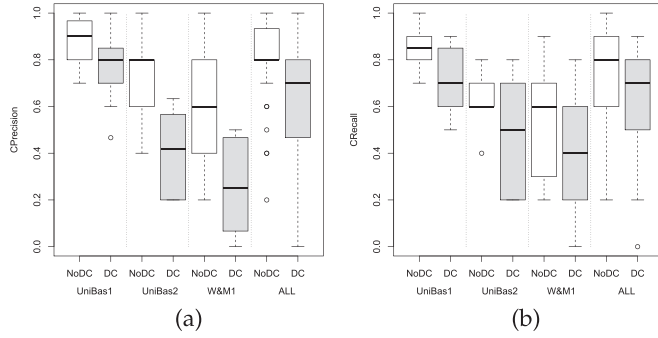 CPrecision
1.0
0.8
0.6
0.4
0.2
0.0
NoDC DC NoDC DC NoDC DC NoDC DC
UniBas1 UniBas2 W&M1 ALL
(a)
CRecall
1.0
0.8
0.6
0.4
0.2
0.0
NoDC DC NoDC DC NoDC DC NoDC DC
UniBas1 UniBas2 W&M1 ALL
(b)